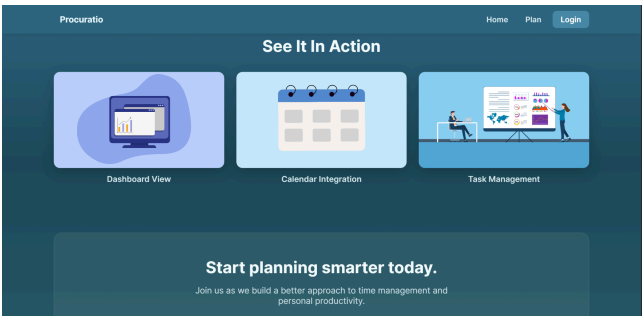 Procuratio
Home
Plan
Login
See It In Action
Dashboard View
Calendar Integration
Task Management
Start planning smarter today.
Join us as we build a better approach to time management and
personal productivity.